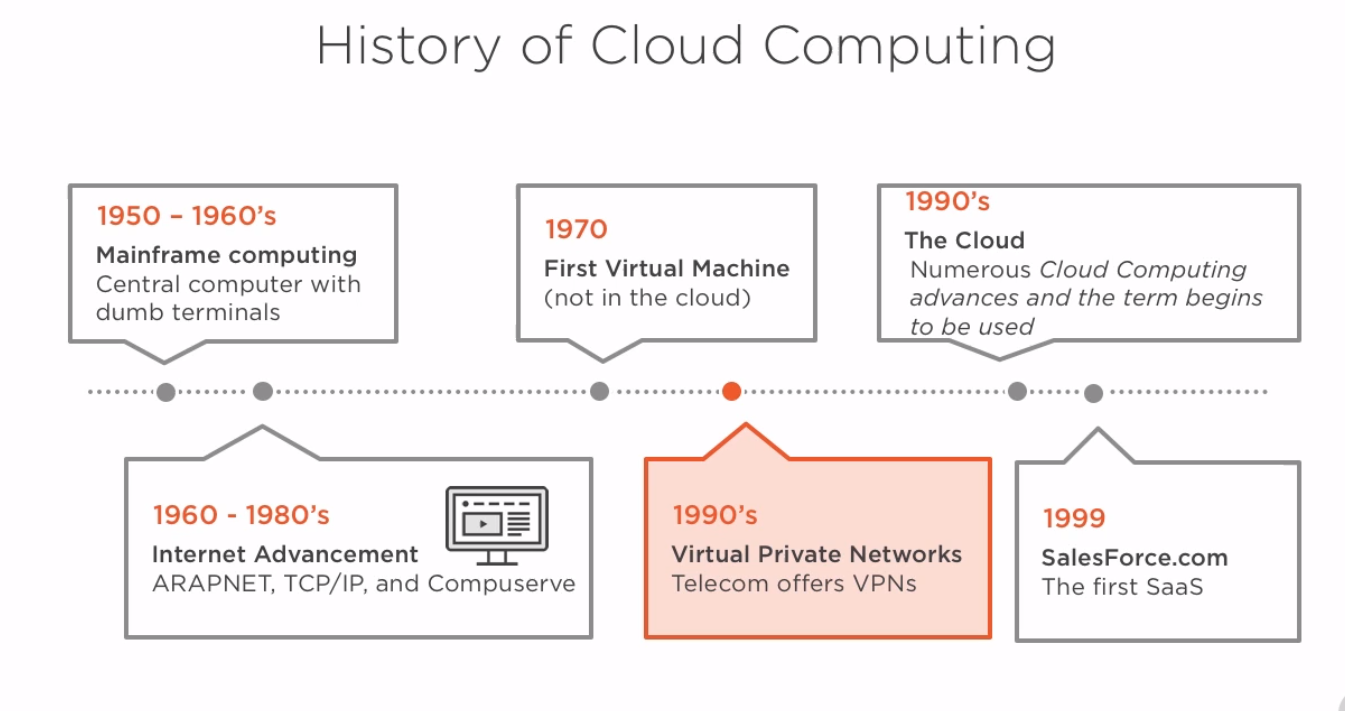 History of Cloud Computing
1950 – 1960's
Mainframe computing
Central computer with
dumb terminals
1960 - 1980's
Internet Advancement
ARAPNET, TCP/IP, and Compuserve
1970
First Virtual Machine
(not in the cloud)
1990's
Virtual Private Networks
Telecom offers VPNs
1990's
The Cloud
Numerous Cloud Computing
advances and the term begins
to be used
1999
SalesForce.com
The first SaaS